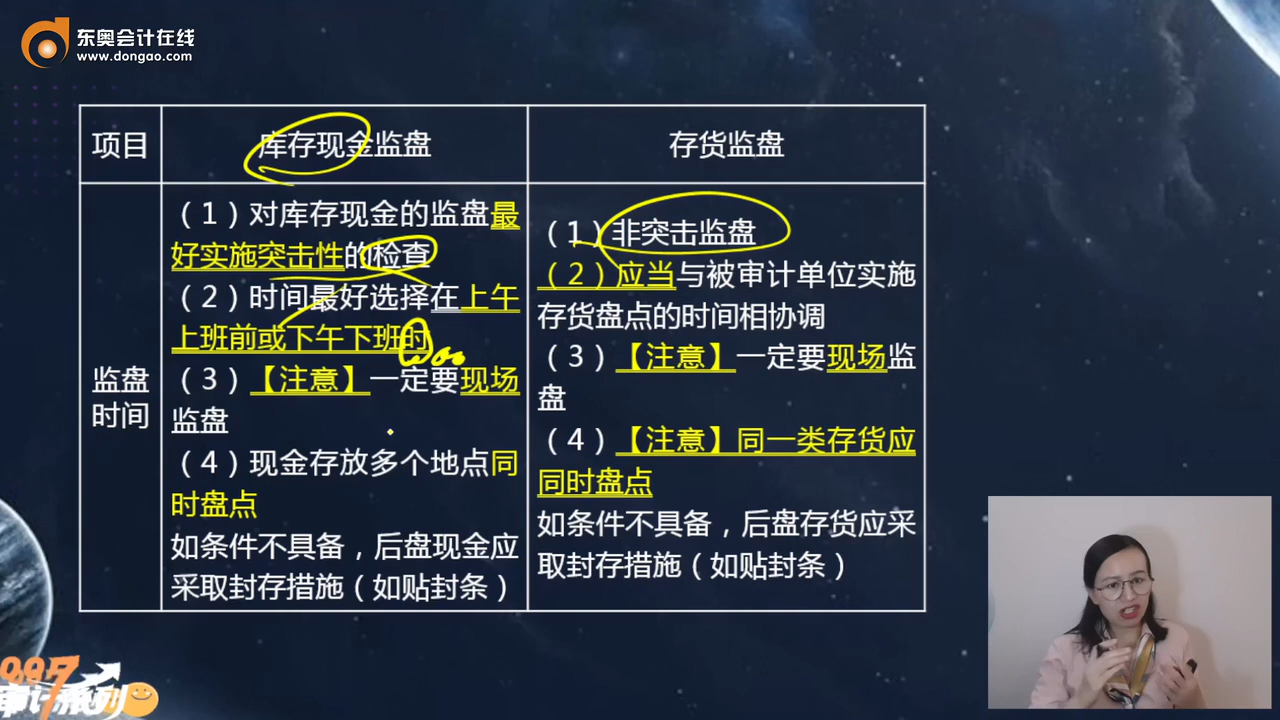 东奥会计在线
www.dongao.com
项目
库存现金监盘
存货监盘
监盘
时间
（1）对库存现金的监盘最
好实施突击性的检查
（2）时间最好选择在上午
上班前或下午下班时
（3）【注意】一定要现场
监盘
（4）现金存放多个地点同
时盘点
如条件不具备，后盘现金应
采取封存措施（如贴封条）
（1）非突击监盘
（2）应当与被审计单位实施
存货盘点的时间相协调
（3）【注意】一定要现场监
盘
（4）【注意】同一类存货应
同时盘点
如条件不具备，后盘存货应采
取封存措施（如贴封条）
997
审计系列